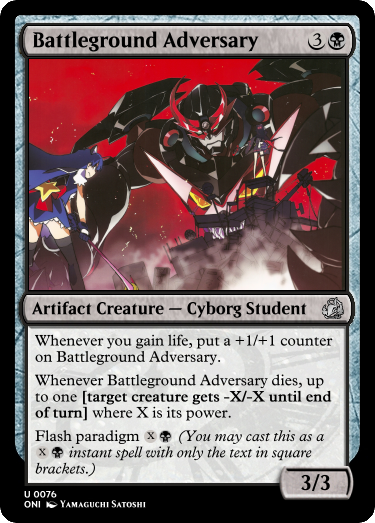 Battleground Adversary 3
Artifact Creature — Cyborg Student
Whenever you gain life, put a +1/+1 counter
on Battleground Adversary.
Whenever Battleground Adversary dies, up
to one [target creature gets -X/-X until end
of turn] where X is its power.
Flash paradigm X (You may cast this as a
X instant spell with only the text in square
brackets.)
3/3
U 0076
ONI Yamaguchi Satoshi